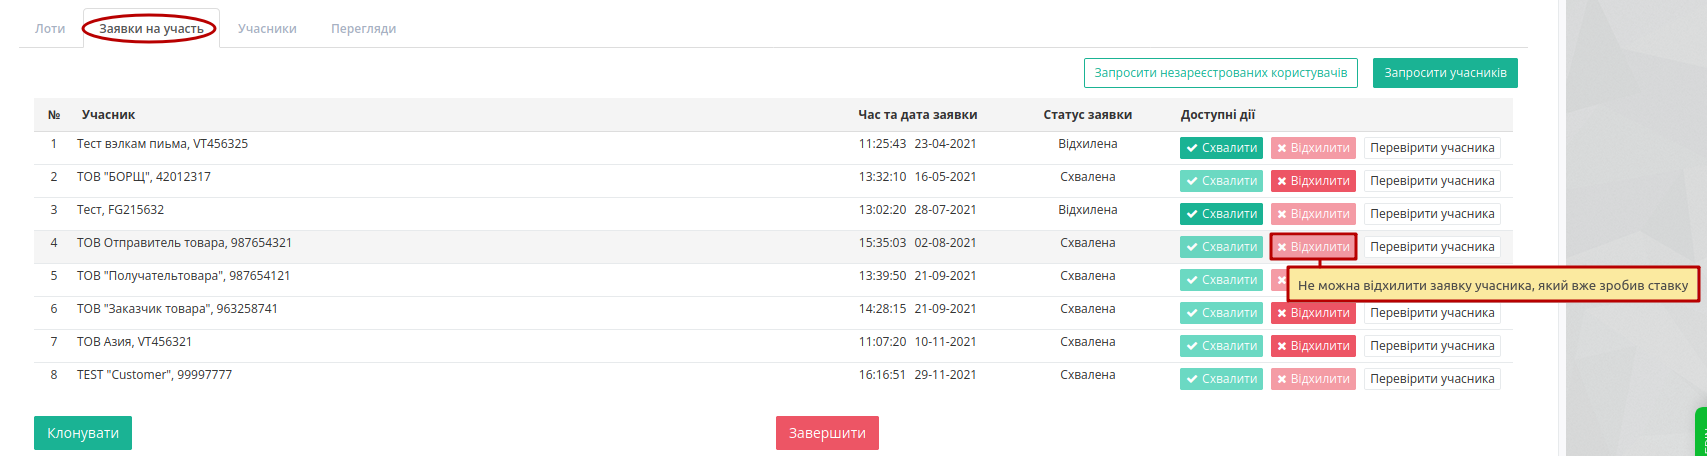 Лоти Заявки на участь Учасники Перегляди
Запросити незареєстрованих користувачів Запросити учасників
№ Учасник Час та дата заявки Статус заявки Доступні дії
1 Тест вэлкам пиьма, VT456325 11:25:43 23-04-2021 Відхилена Схвалити Відхилити Перевірити учасника
2 ТОВ "БОРЩ", 42012317 13:32:10 16-05-2021 Схвалена Схвалити Відхилити Перевірити учасника
3 Тест, FG215632 13:02:20 28-07-2021 Відхилена Схвалити Відхилити Перевірити учасника
4 ТОВ Отправитель товара, 987654321 15:35:03 02-08-2021 Схвалена Схвалити Відхилити Перевірити учасника
5 ТОВ "Получательтовара", 987654121 13:39:50 21-09-2021 Схвалена Схвалити
Не можна відхилити заявку учасника, який вже зробив ставку
6 ТОВ "Заказчик товара", 963258741 14:28:15 21-09-2021 Схвалена Схвалити Відхилити Перевірити учасника
7 ТОВ Азия, VT456321 11:07:20 10-11-2021 Схвалена Схвалити Відхилити Перевірити учасника
8 TEST "Customer", 99997777 16:16:51 29-11-2021 Схвалена Схвалити Відхилити Перевірити учасника
Клонувати Завершити